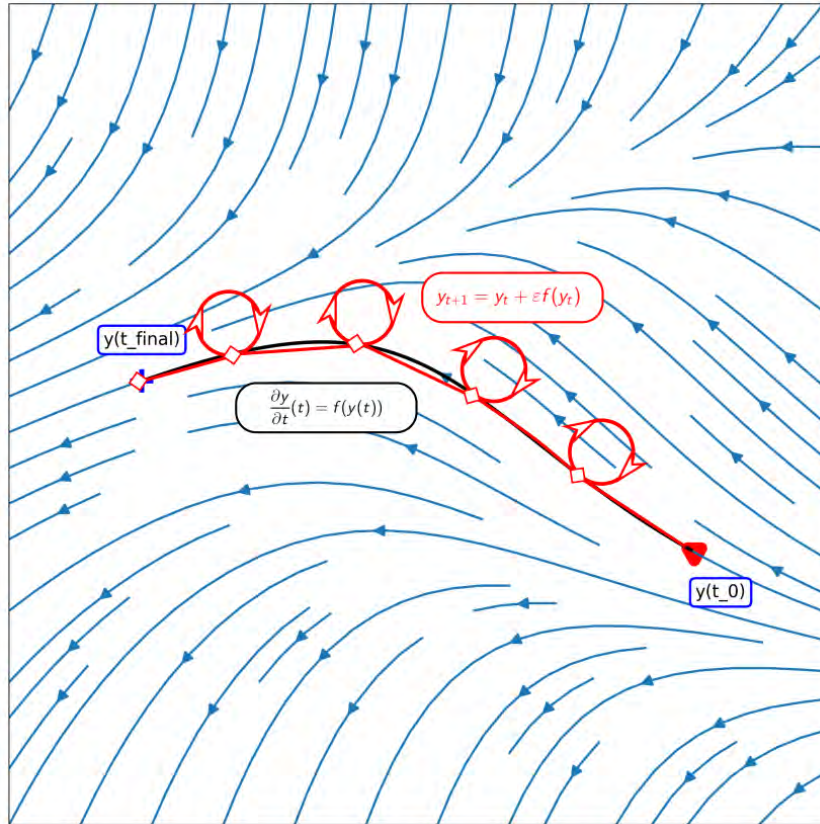 y_{t+1} = y_t + εf(y_t)
y(t_final)
∂y/∂t(t) = f(y(t))
y(t_0)